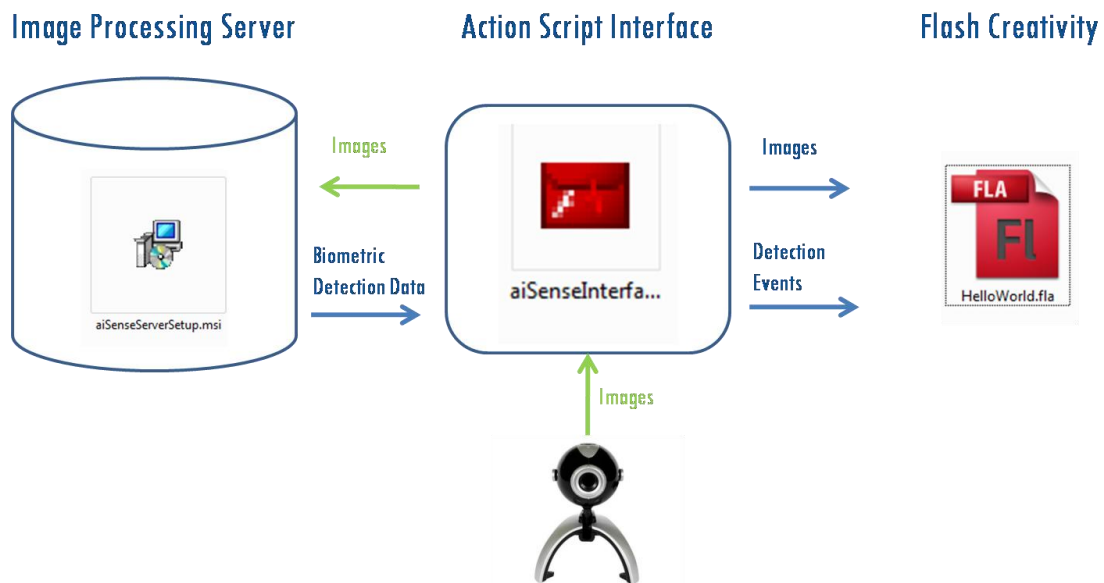 Image Processing Server
Action Script Interface
Flash Creativity
Images
Images
FLA
Fl
Biometric
Detection Data
Detection
Events
aiSenseInterfa...
HelloWorld.fla
aiSenseServerSetup.msi
Images